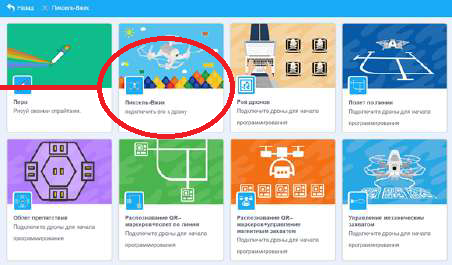 Назад Пиксель-Вжик
Перо
Рисуй своими спрайтами.
Пиксель-Вжик
подключить его к дрону
Рой дронов
Подключите дроны для начала
программирования
Полет по линии
Подключите дроны для начала
программирования
Облет препятствия
Подключите дроны для начала
программирования
Распознавание QR–
маркеров+полет по линии
Подключите дроны для начала
программирования
Распознавание QR–
маркеров+управление
магнитным захватом
Подключите дроны для начала
программирования
Управление механическим
захватом
Подключите дроны для начала
программирования